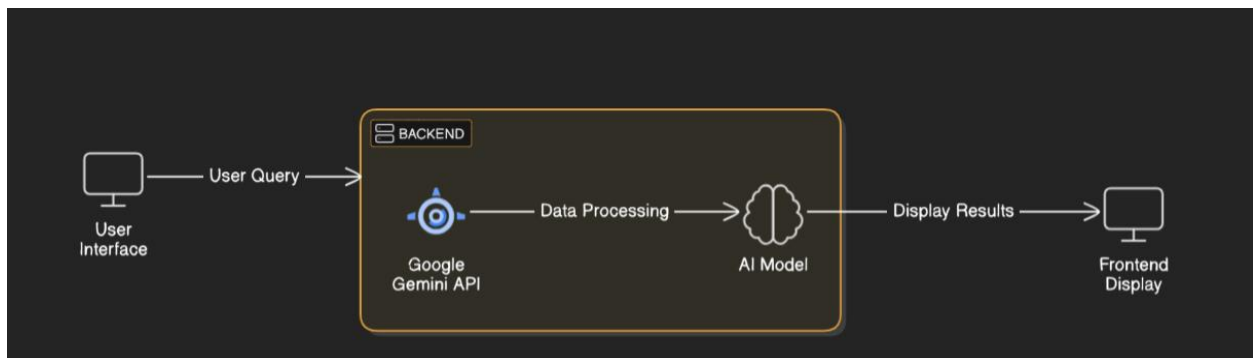 BACKEND
User Query
User
Interface
Data Processing
Google
Gemini API
AI Model
Display Results
Frontend
Display